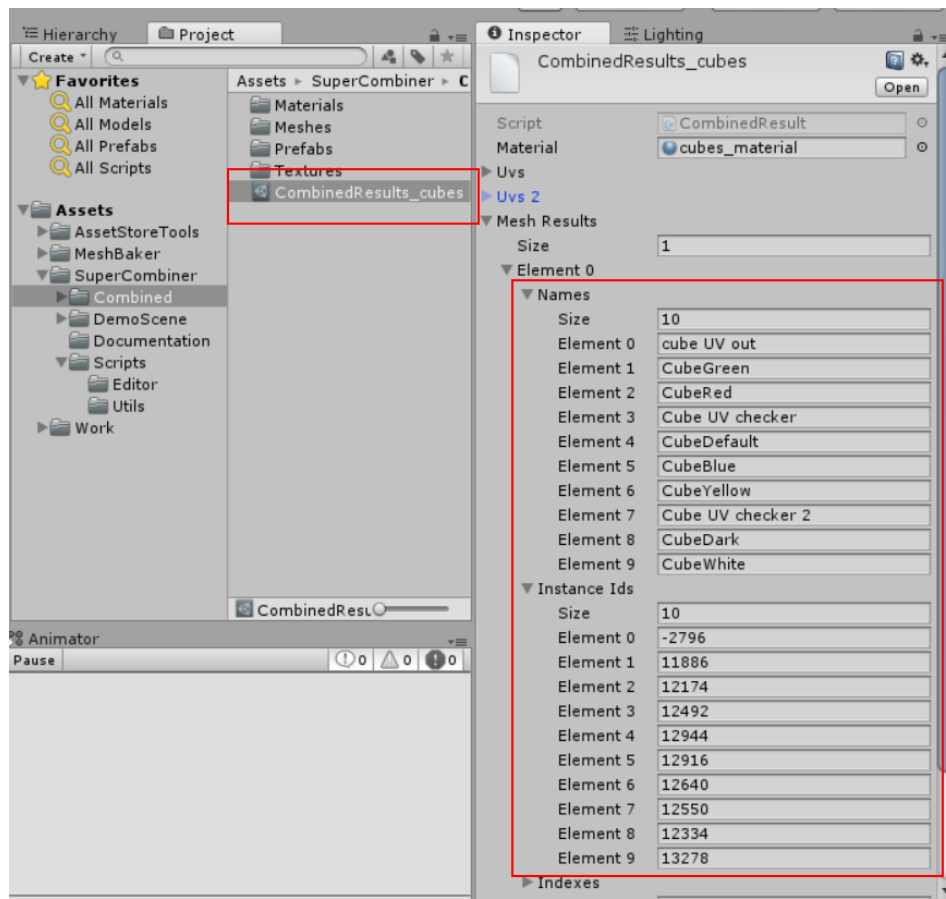 Hierarchy
Project
Create
Favorites
All Materials
All Models
All Prefabs
All Scripts
Assets
AssetStoreTools
MeshBaker
SuperCombiner
Combined
DemoScene
Documentation
Scripts
Editor
Utils
Work
Assets ▸ SuperCombiner ▸ C
Materials
Meshes
Prefabs
Textures
CombinedResults_cubes
CombinedResu
Animator
Pause
0 0 0
Inspector
Lighting
CombinedResults_cubes
Open
Script CombinedResult
Material cubes_material
Uvs
Uvs 2
Mesh Results
Size 1
Element 0
Names
Size 10
Element 0 cube UV out
Element 1 CubeGreen
Element 2 CubeRed
Element 3 Cube UV checker
Element 4 CubeDefault
Element 5 CubeBlue
Element 6 CubeYellow
Element 7 Cube UV checker 2
Element 8 CubeDark
Element 9 CubeWhite
Instance Ids
Size 10
Element 0 -2796
Element 1 11886
Element 2 12174
Element 3 12492
Element 4 12944
Element 5 12916
Element 6 12640
Element 7 12550
Element 8 12334
Element 9 13278
Indexes